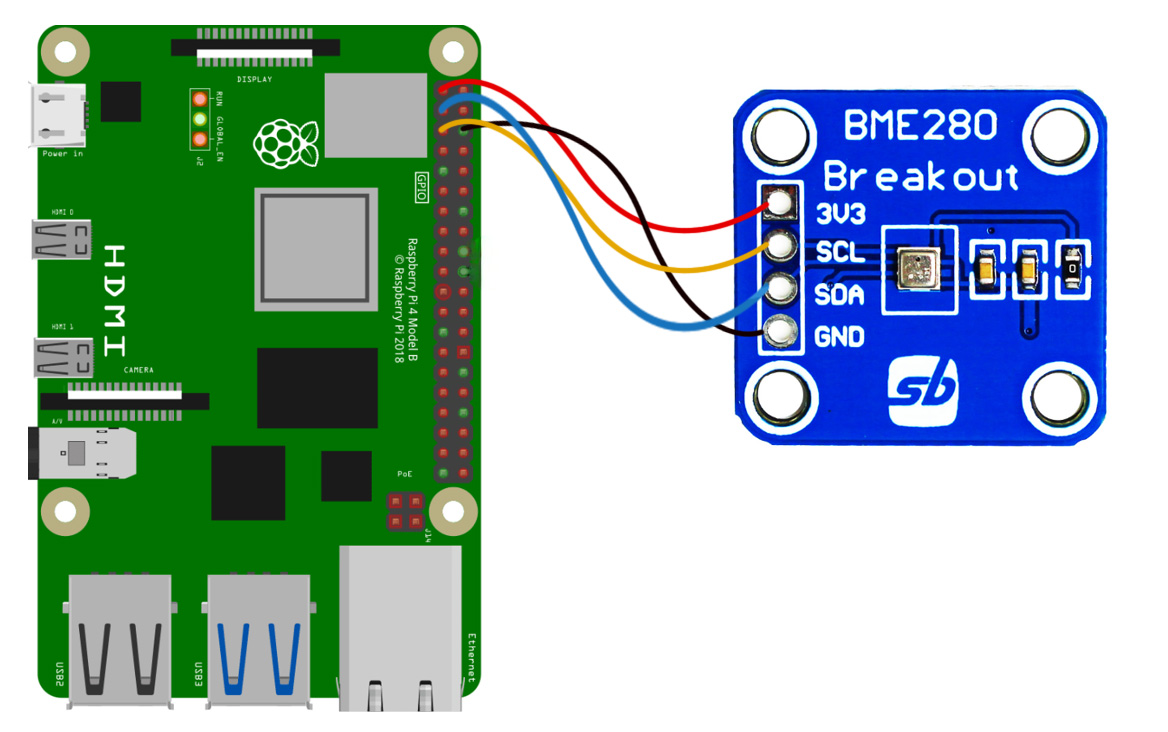 DISPLAY
RUN
GLOBAL_EN
J2
Power in
HDMI 0
HDMI
HDMI 1
CAMERA
A/V
GPIO
Raspberry Pi 4 Model B
© Raspberry Pi 2018
PoE
J14
USB2
USB3
Ethernet
BME280
Breakout
3V3
SCL
SDA
GND
0
sb